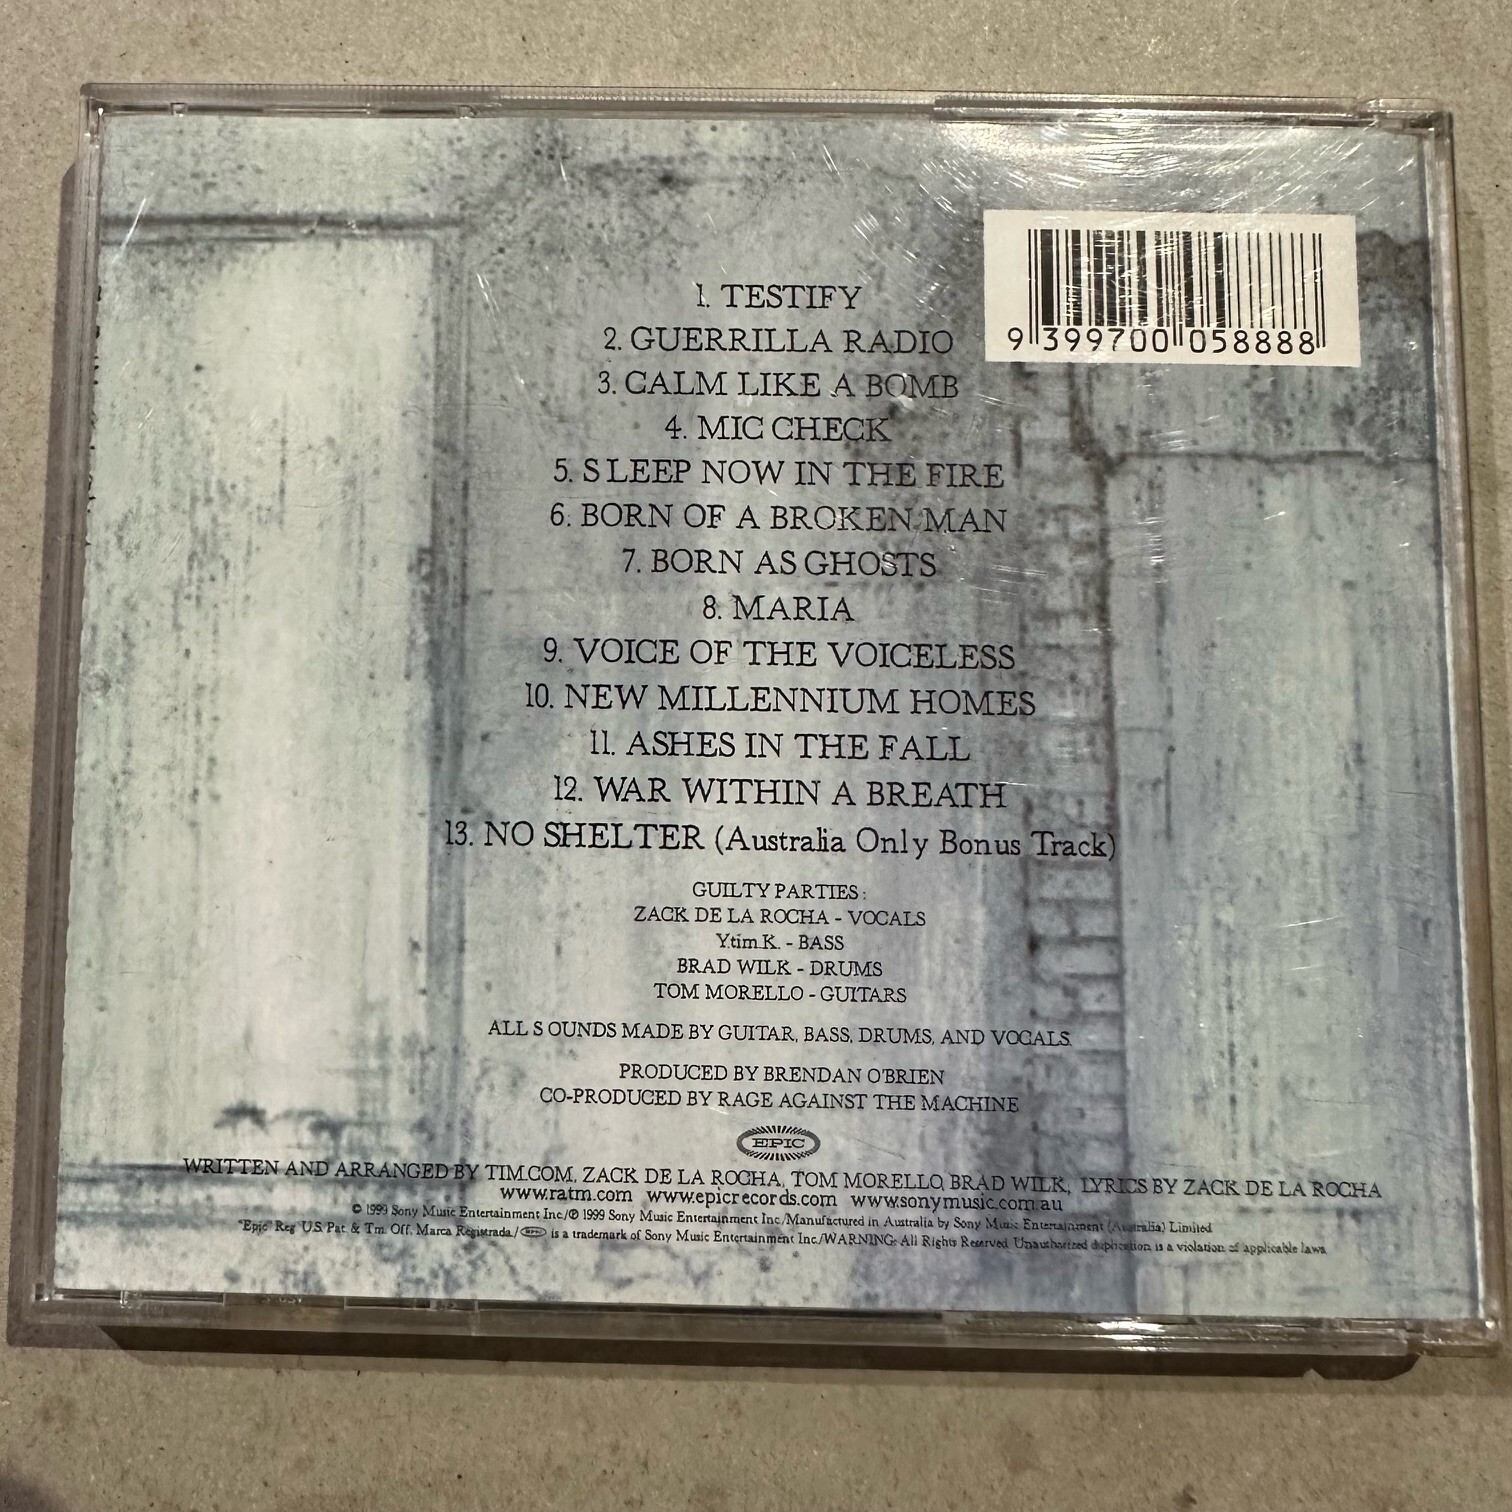 9 399700 058888
1. TESTIFY
2. GUERRILLA RADIO
3. CALM LIKE A BOMB
4. MIC CHECK
5. SLEEP NOW IN THE FIRE
6. BORN OF A BROKEN MAN
7. BORN AS GHOSTS
8. MARIA
9. VOICE OF THE VOICELESS
10. NEW MILLENNIUM HOMES
11. ASHES IN THE FALL
12. WAR WITHIN A BREATH
13. NO SHELTER (Australia Only Bonus Track)
GUILTY PARTIES:
ZACK DE LA ROCHA - VOCALS
Y.tim.K. - BASS
BRAD WILK - DRUMS
TOM MORELLO - GUITARS
ALL SOUNDS MADE BY GUITAR, BASS, DRUMS, AND VOCALS.
PRODUCED BY BRENDAN O'BRIEN
CO-PRODUCED BY RAGE AGAINST THE MACHINE
EPIC
WRITTEN AND ARRANGED BY TIM.COM, ZACK DE LA ROCHA, TOM MORELLO, BRAD WILK, LYRICS BY ZACK DE LA ROCHA
www.ratm.com www.epicrecords.com www.sonymusic.com.au
© 1999 Sony Music Entertainment Inc./℗ 1999 Sony Music Entertainment Inc./Manufactured in Australia by Sony Music Entertainment (Australia) Limited
"Epic" Reg. U.S. Pat. & Tm. Off. Marca Registrada./EPIC is a trademark of Sony Music Entertainment Inc./WARNING: All Rights Reserved. Unauthorized duplication is a violation of applicable laws.